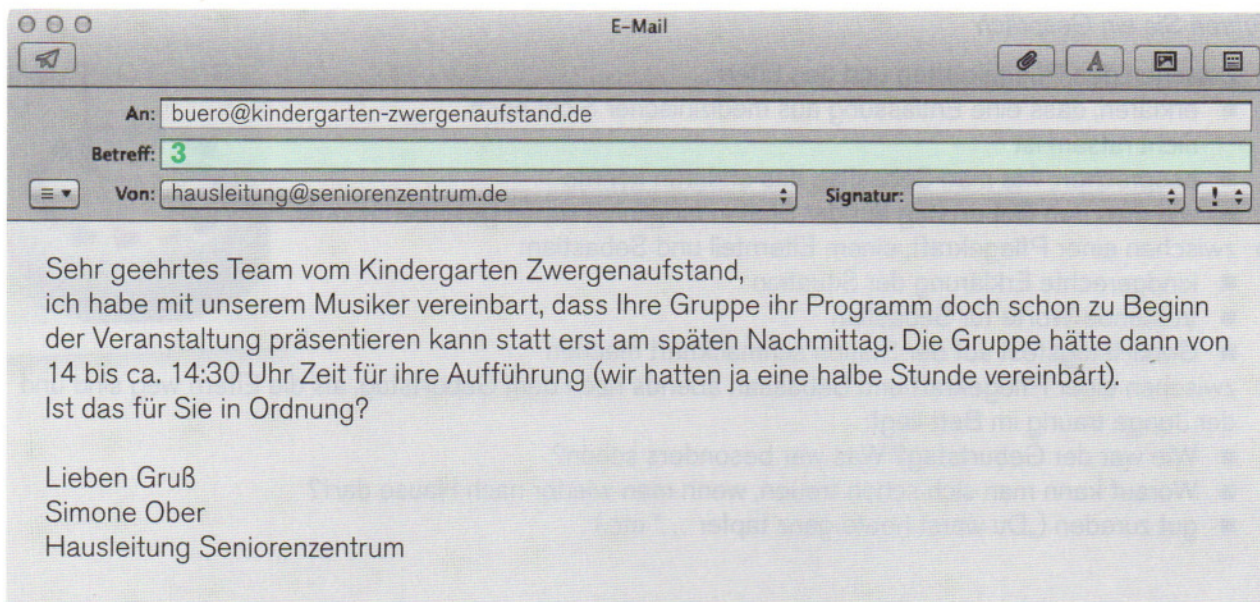 E-Mail
An: buero@kindergarten-zwergenaufstand.de
Betreff: 3
Von: hausleitung@seniorenzentrum.de Signatur: !
Sehr geehrtes Team vom Kindergarten Zwergenaufstand,
ich habe mit unserem Musiker vereinbart, dass Ihre Gruppe ihr Programm doch schon zu Beginn
der Veranstaltung präsentieren kann statt erst am späten Nachmittag. Die Gruppe hätte dann von
14 bis ca. 14:30 Uhr Zeit für ihre Aufführung (wir hatten ja eine halbe Stunde vereinbart).
Ist das für Sie in Ordnung?
Lieben Gruß
Simone Ober
Hausleitung Seniorenzentrum